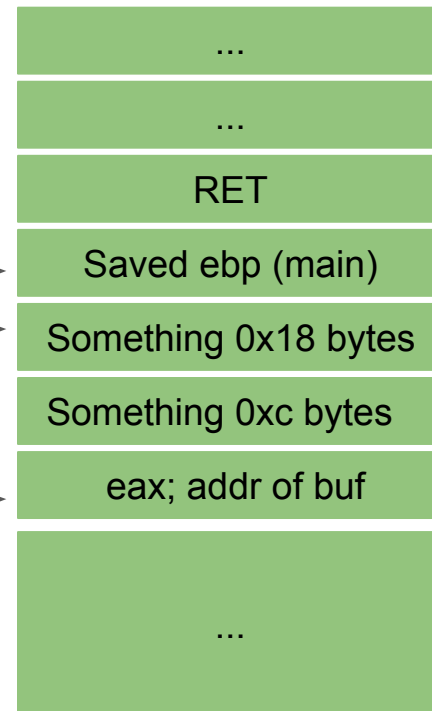 ...
...
RET
Saved ebp (main)
Something 0x18 bytes
Something 0xc bytes
eax; addr of buf
...